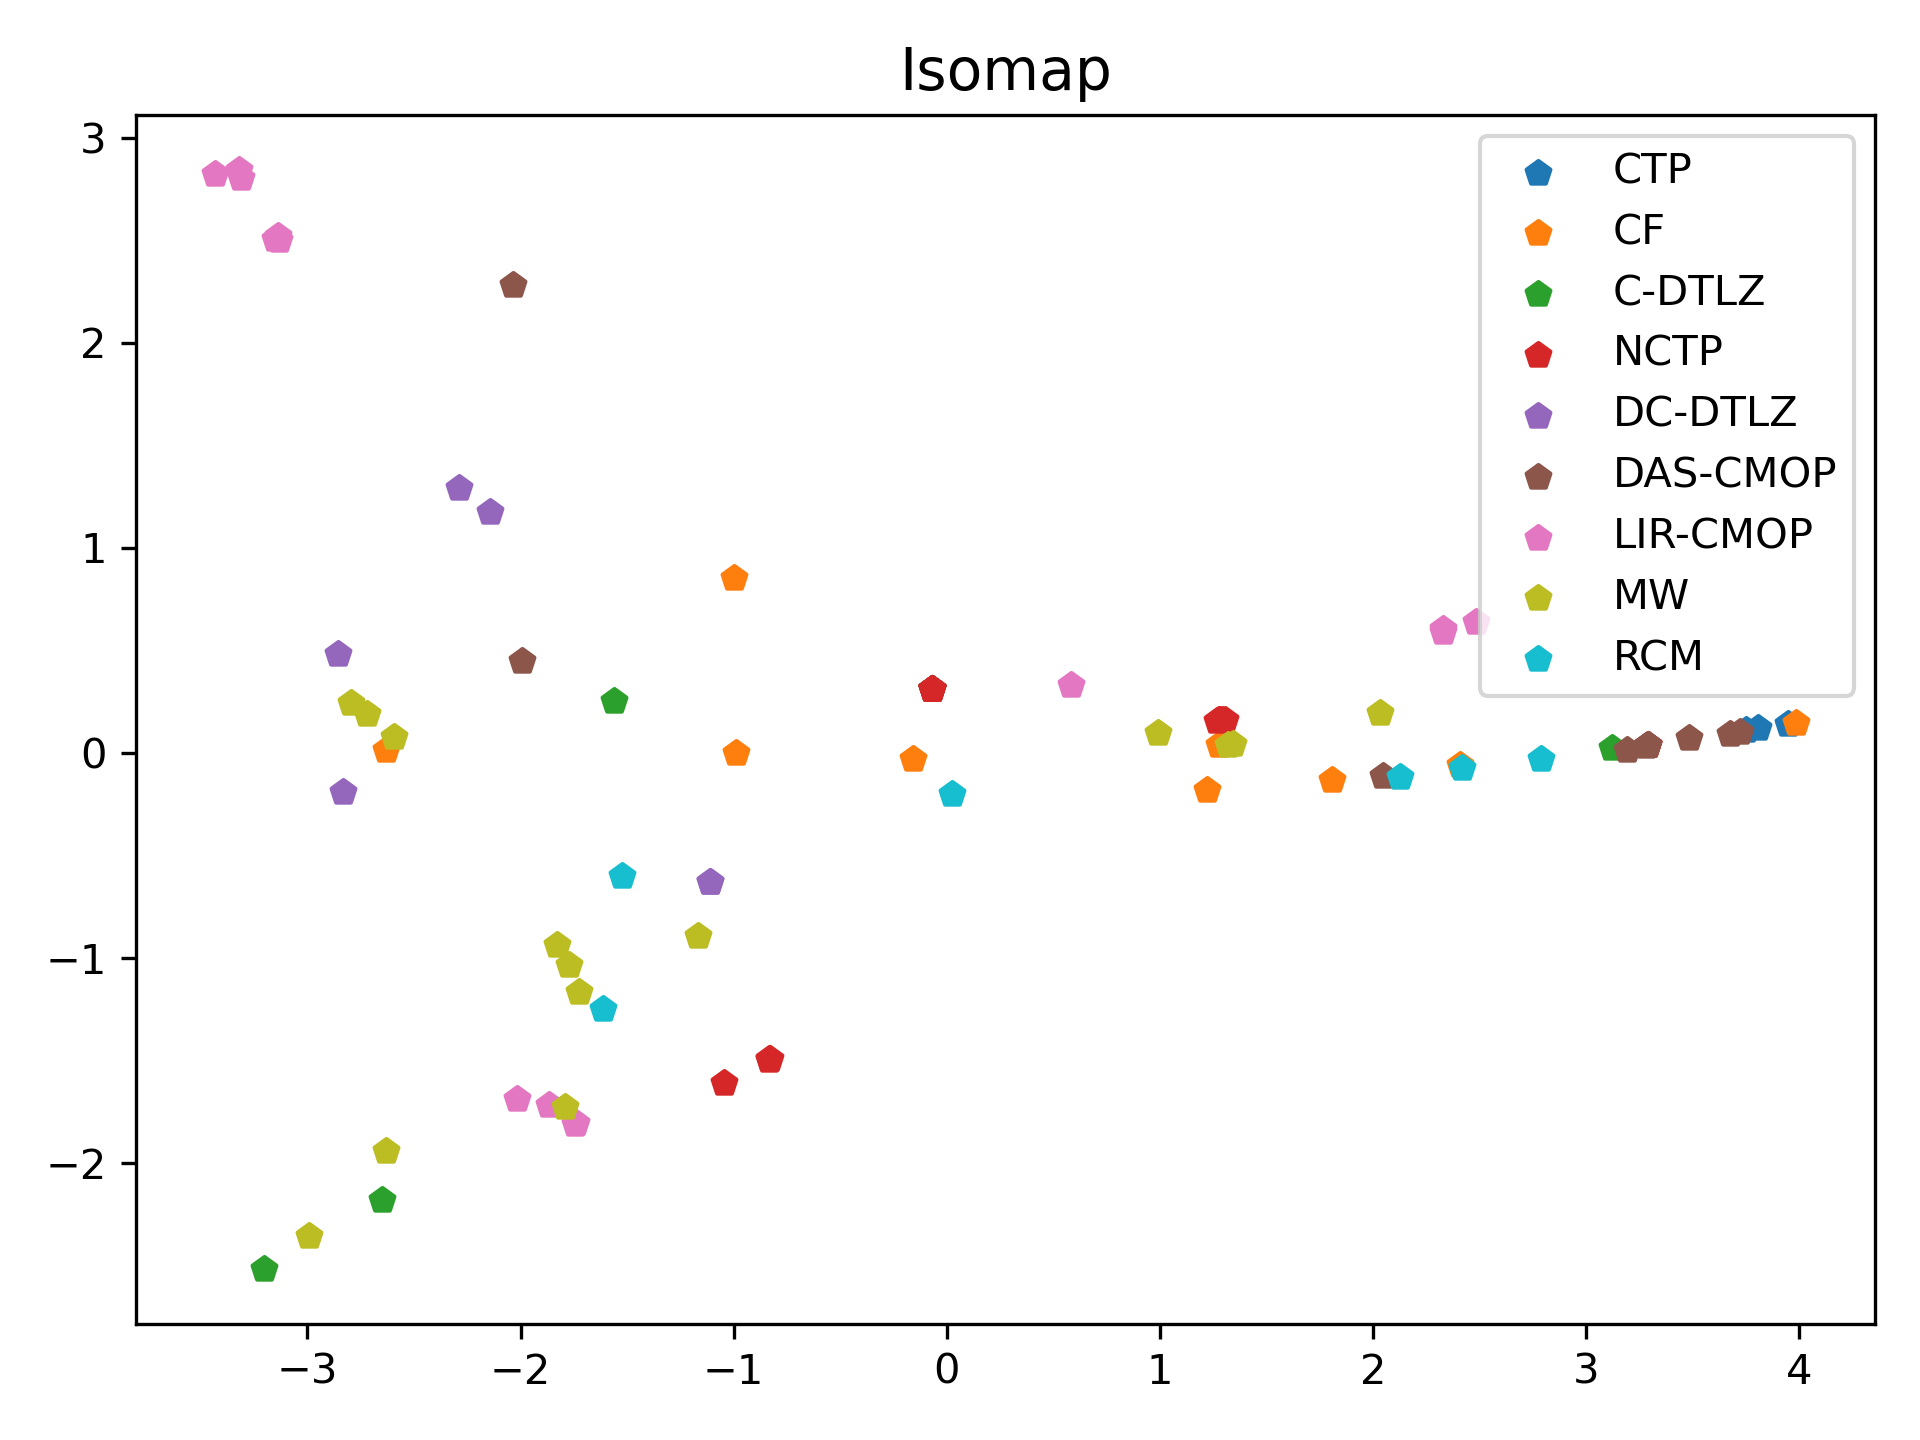 Isomap
3
2
1
0
−1
−2
−3
−2
−1
0
1
2
3
4
CTP
CF
C-DTLZ
NCTP
DC-DTLZ
DAS-CMOP
LIR-CMOP
MW
RCM